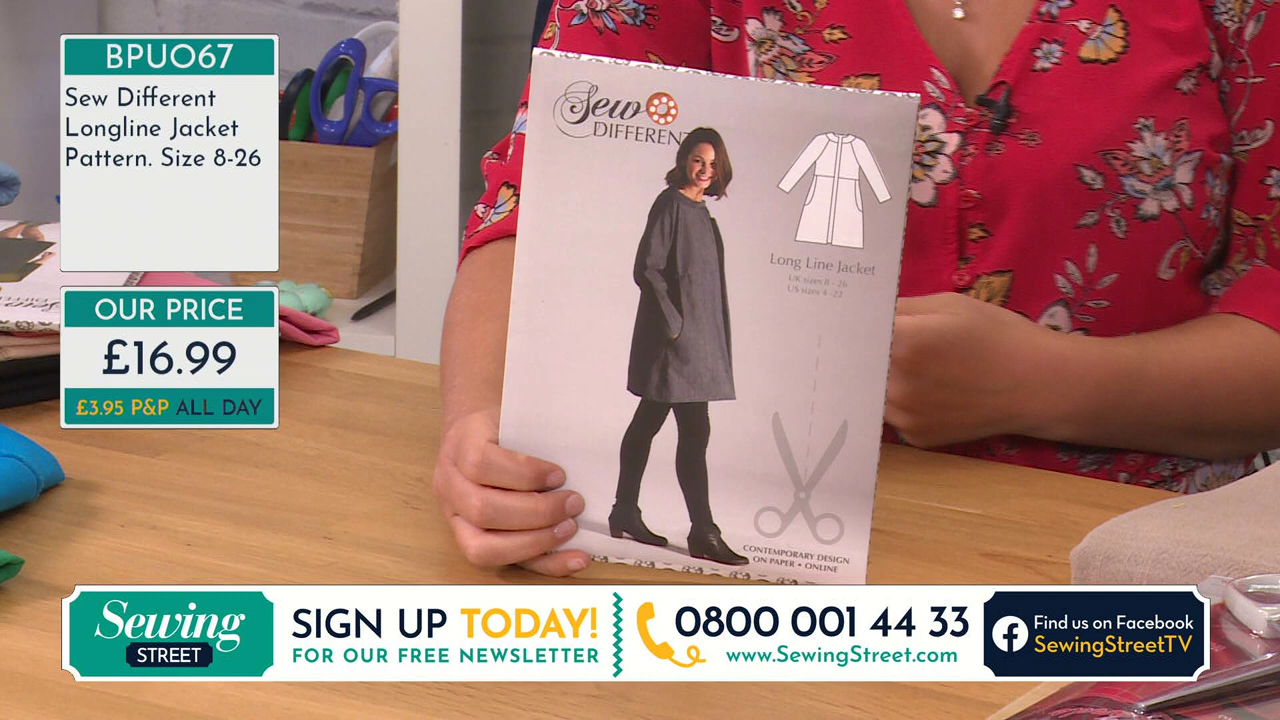 BPUO67
Sew Different
Longline Jacket
Pattern. Size 8-26
OUR PRICE
£16.99
£3.95 P&P ALL DAY
Sew
DIFFERENT
Long Line Jacket
UK sizes 8 - 26
US sizes 4 -22
CONTEMPORARY DESIGN
ON PAPER • ONLINE
Sewing
STREET
SIGN UP TODAY!
FOR OUR FREE NEWSLETTER
0800 001 44 33
www.SewingStreet.com
Find us on Facebook
SewingStreetTV